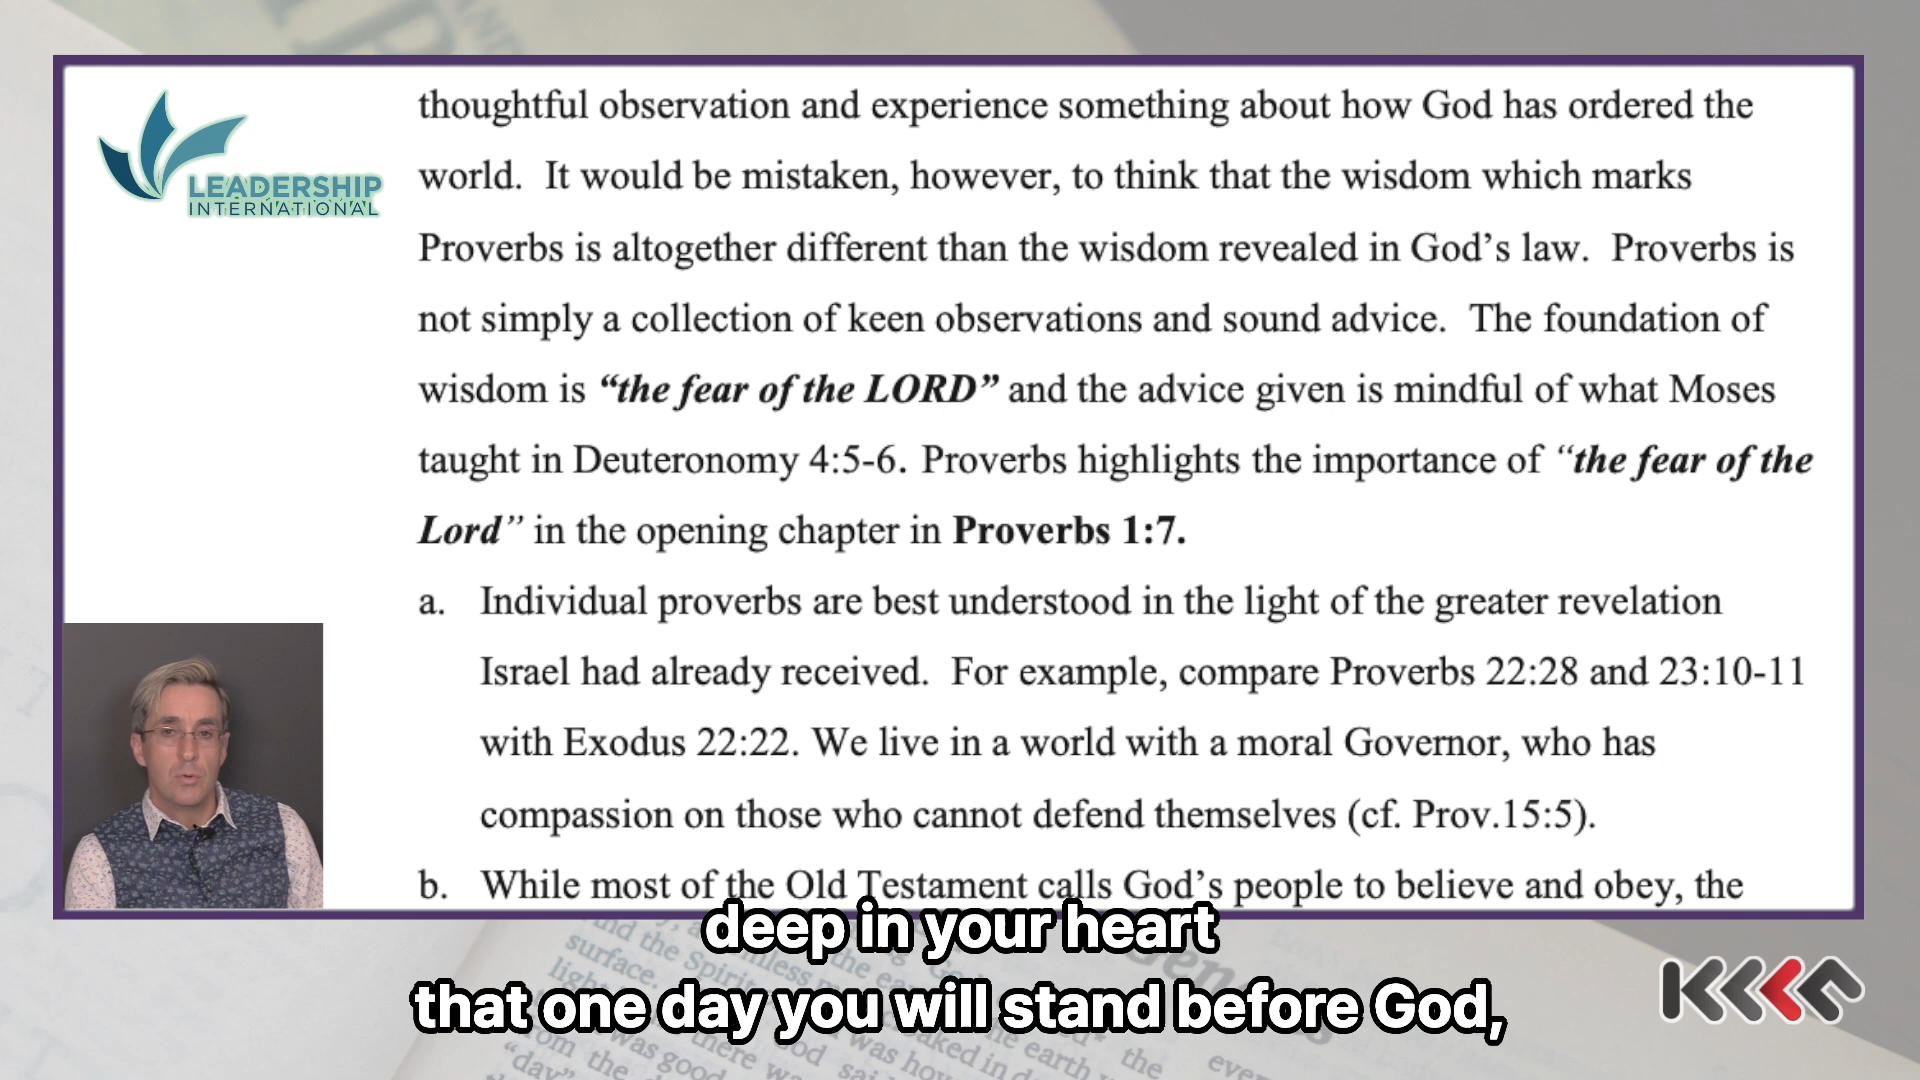 LEADERSHIP
INTERNATIONAL
thoughtful observation and experience something about how God has ordered the
world.  It would be mistaken, however, to think that the wisdom which marks
Proverbs is altogether different than the wisdom revealed in God’s law.  Proverbs is
not simply a collection of keen observations and sound advice.  The foundation of
wisdom is “the fear of the LORD” and the advice given is mindful of what Moses
taught in Deuteronomy 4:5-6. Proverbs highlights the importance of “the fear of the
Lord” in the opening chapter in Proverbs 1:7.
a. Individual proverbs are best understood in the light of the greater revelation
Israel had already received.  For example, compare Proverbs 22:28 and 23:10-11
with Exodus 22:22. We live in a world with a moral Governor, who has
compassion on those who cannot defend themselves (cf. Prov.15:5).
b. While most of the Old Testament calls God’s people to believe and obey, the
deep in your heart
that one day you will stand before God,